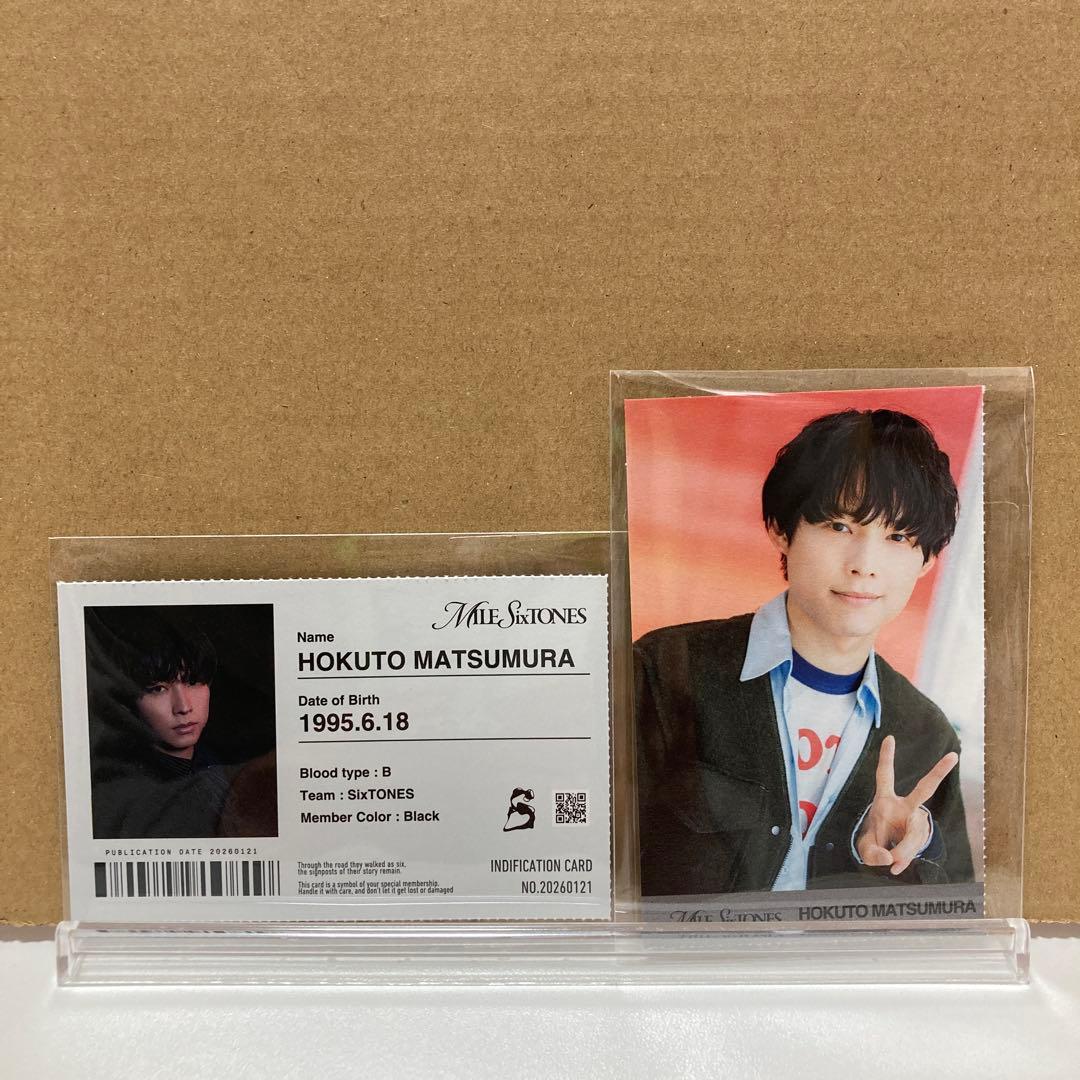 MILE SixTONES
Name
HOKUTO MATSUMURA
Date of Birth
1995.6.18
Blood type : B
Team : SixTONES
Member Color : Black
PUBLICATION DATE 20260121
Through the road they walked as six,
the signposts of their story remain.
This card is a symbol of your special membership.
Handle it with care, and don't let it get lost or damaged
INDIFICATION CARD
NO.20260121
MILE SixTONES HOKUTO MATSUMURA